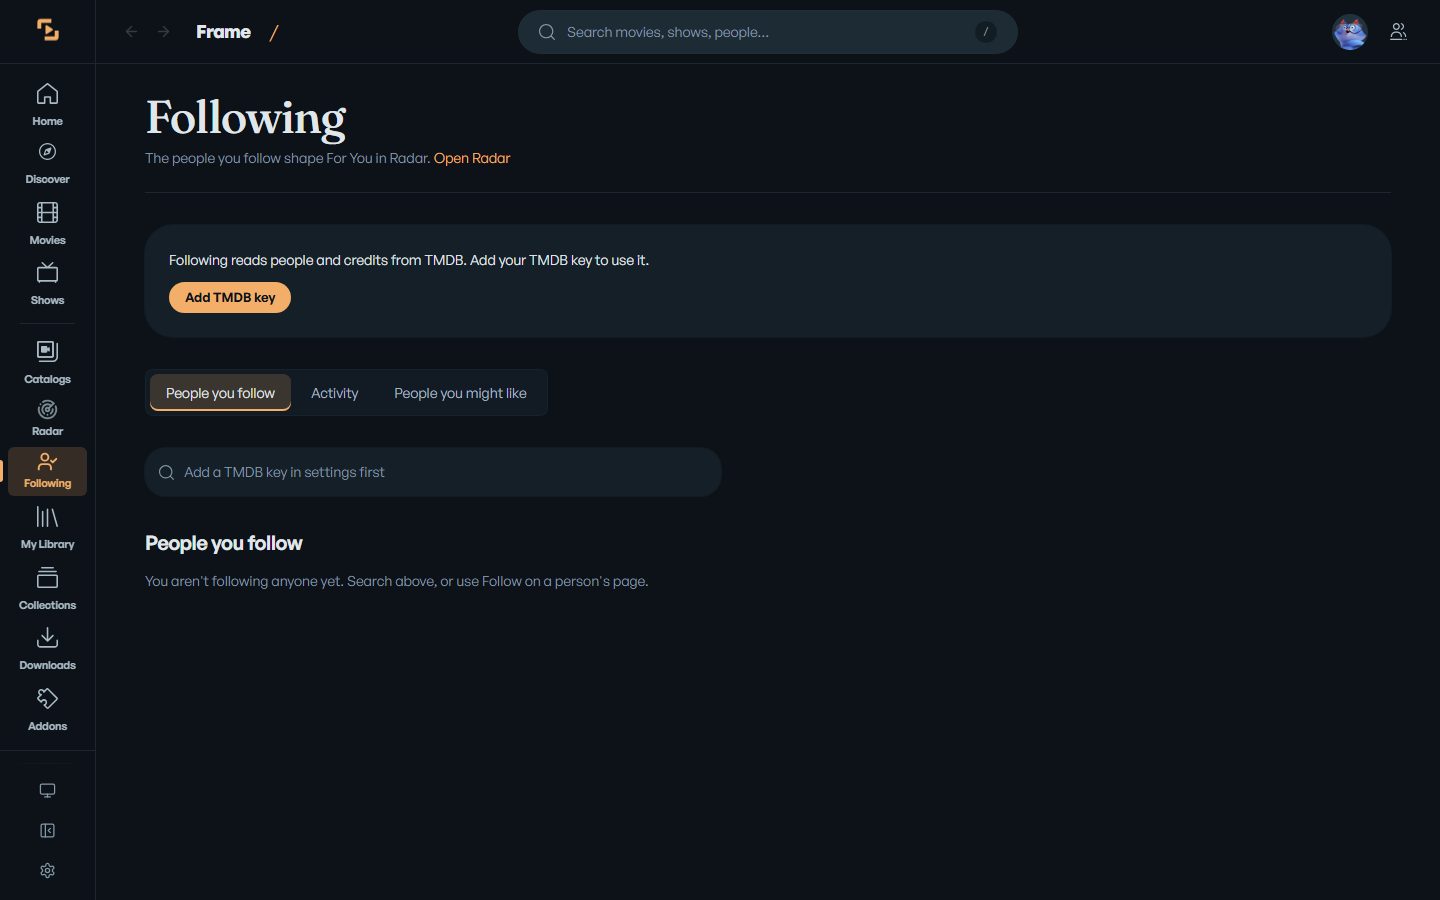 Frame /
Search movies, shows, people...
/
Home
Discover
Movies
Shows
Catalogs
Radar
Following
My Library
Collections
Downloads
Addons
Following
The people you follow shape For You in Radar. Open Radar
Following reads people and credits from TMDB. Add your TMDB key to use it.
Add TMDB key
People you follow
Activity
People you might like
Add a TMDB key in settings first
People you follow
You aren't following anyone yet. Search above, or use Follow on a person's page.